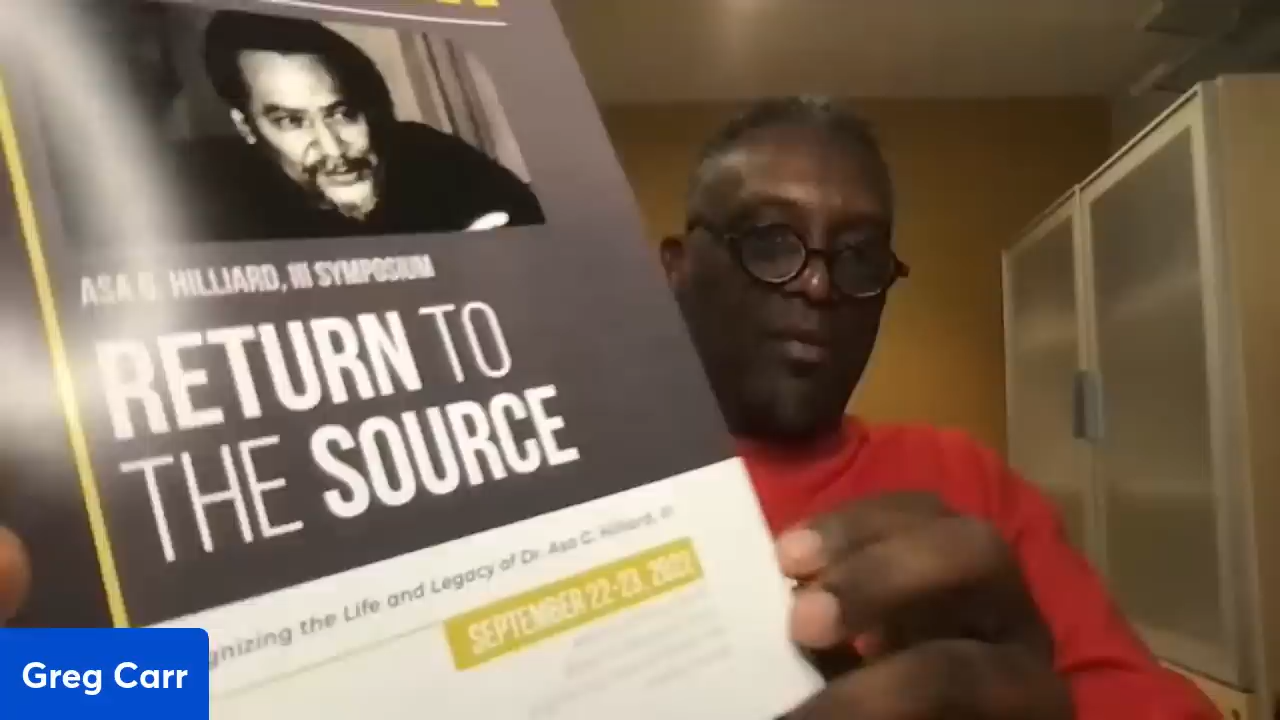 ASA G. HILLIARD, III SYMPOSIUM
RETURN TO
THE SOURCE
gnizing the Life and Legacy of Dr. Asa G. Hilliard, III
SEPTEMBER 22-23, 2022
Greg Carr